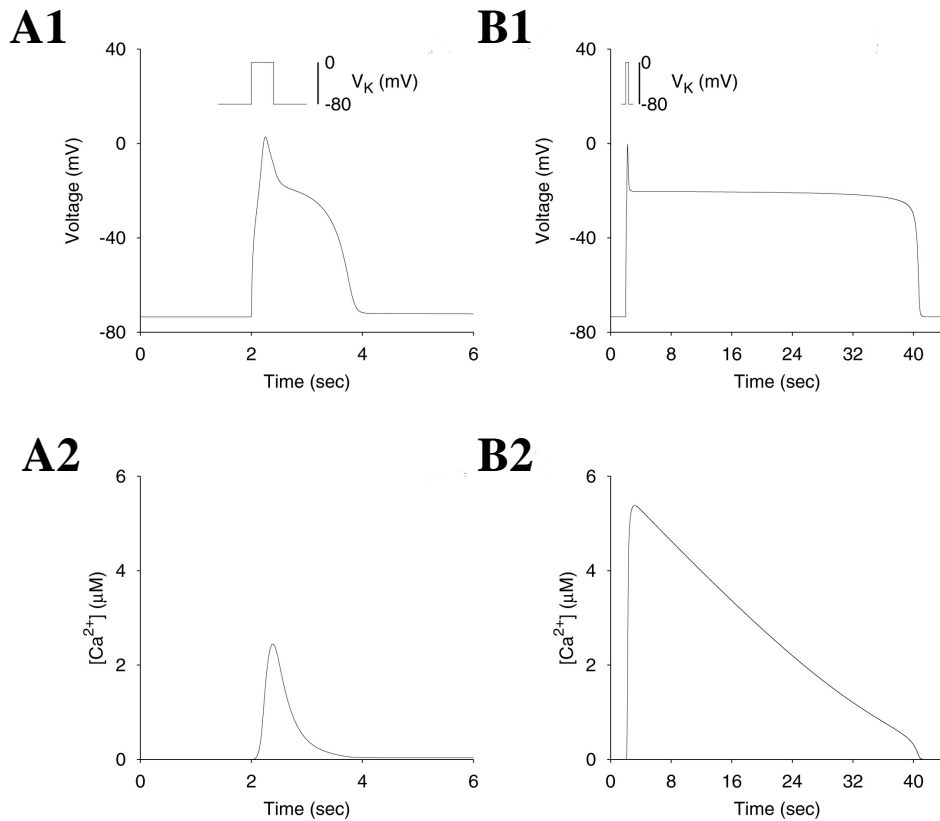 A1
40
0
-40
-80
Voltage (mV)
0
V_K (mV)
-80
0 2 4 6
Time (sec)
B1
40
0
-40
-80
Voltage (mV)
0
V_K (mV)
-80
0 8 16 24 32 40
Time (sec)
A2
6
4
2
0
[Ca²⁺] (μM)
0 2 4 6
Time (sec)
B2
6
4
2
0
[Ca²⁺] (μM)
0 8 16 24 32 40
Time (sec)